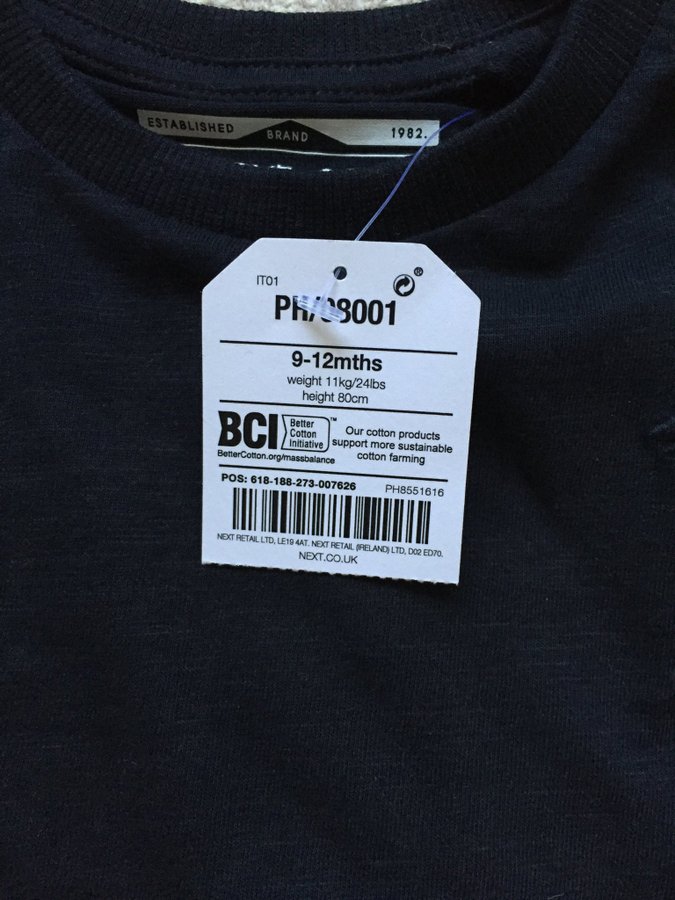 ESTABLISHED BRAND 1982.
IT01
®
9-12mths
weight 11kg/24lbs
height 80cm
BCI Better Cotton Initiative ™
BetterCotton.org/massbalance
Our cotton products
support more sustainable
cotton farming
POS: 618-188-273-007626 PH8551616
NEXT RETAIL LTD, LE19 4AT. NEXT RETAIL (IRELAND) LTD, D02 ED70.
NEXT.CO.UK